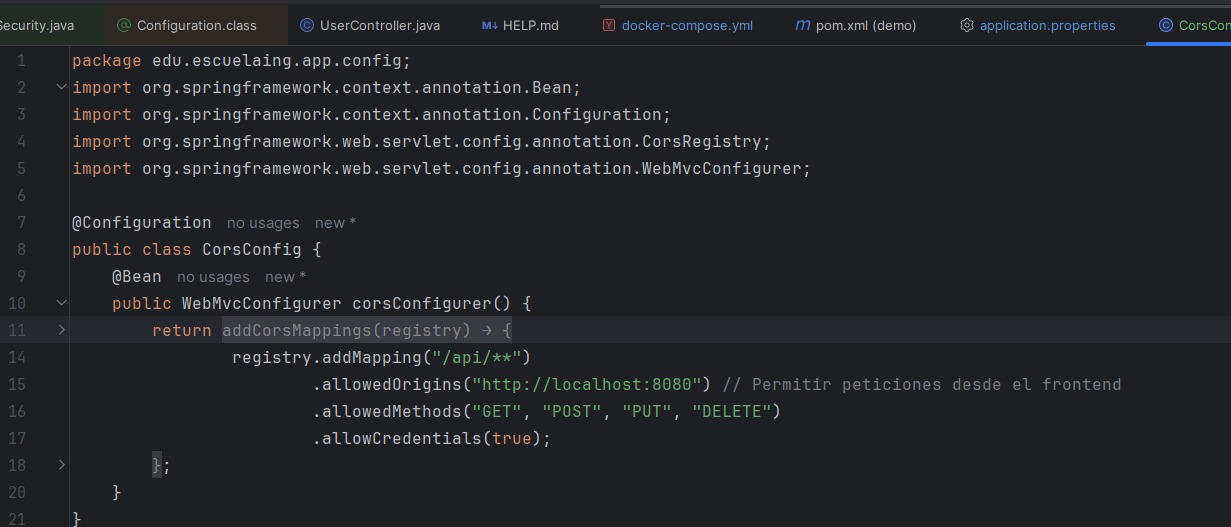 Security.java Configuration.class UserController.java M↓ HELP.md docker-compose.yml m pom.xml (demo) application.properties CorsCon
1 package edu.escuelaing.app.config;
2 import org.springframework.context.annotation.Bean;
3 import org.springframework.context.annotation.Configuration;
4 import org.springframework.web.servlet.config.annotation.CorsRegistry;
5 import org.springframework.web.servlet.config.annotation.WebMvcConfigurer;
6
7 @Configuration no usages new *
8 public class CorsConfig {
9 @Bean no usages new *
10 public WebMvcConfigurer corsConfigurer() {
11 return addCorsMappings(registry) → {
14 registry.addMapping("/api/**")
15 .allowedOrigins("http://localhost:8080") // Permitir peticiones desde el frontend
16 .allowedMethods("GET", "POST", "PUT", "DELETE")
17 .allowCredentials(true);
18 };
20 }
21 }